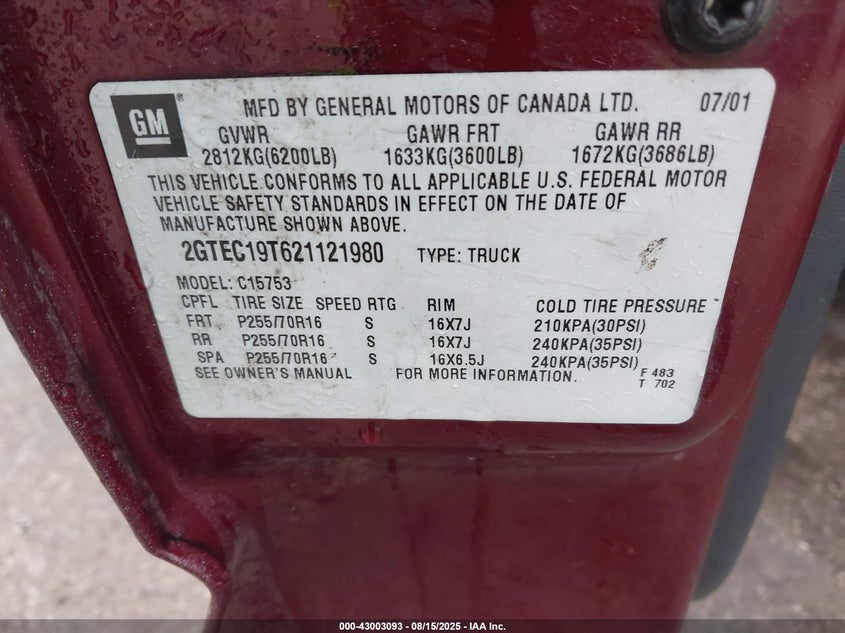 GM ® MFD BY GENERAL MOTORS OF CANADA LTD. 07/01
GVWR GAWR FRT GAWR RR
2812KG(6200LB) 1633KG(3600LB) 1672KG(3686LB)
THIS VEHICLE CONFORMS TO ALL APPLICABLE U.S. FEDERAL MOTOR
VEHICLE SAFETY STANDARDS IN EFFECT ON THE DATE OF
MANUFACTURE SHOWN ABOVE.
2GTEC19T621121980 TYPE: TRUCK
MODEL: C15753
CPFL TIRE SIZE SPEED RTG RIM COLD TIRE PRESSURE
FRT P255/70R16 S 16X7J 210KPA(30PSI)
RR P255/70R16 S 16X7J 240KPA(35PSI)
SPA P255/70R16 S 16X6.5J 240KPA(35PSI)
SEE OWNER'S MANUAL FOR MORE INFORMATION. F 483
T 702
000-43003093 - 08/15/2025 - IAA Inc.